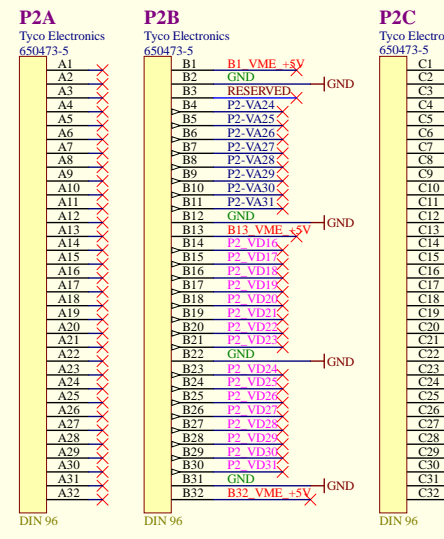 P2A
Tyco Electronics
650473-5
A1
A2
A3
A4
A5
A6
A7
A8
A9
A10
A11
A12
A13
A14
A15
A16
A17
A18
A19
A20
A21
A22
A23
A24
A25
A26
A27
A28
A29
A30
A31
A32
DIN 96
P2B
Tyco Electronics
650473-5
B1 B1_VME_+5V
B2 GND GND
B3 RESERVED
B4 P2-VA24
B5 P2-VA25
B6 P2-VA26
B7 P2-VA27
B8 P2-VA28
B9 P2-VA29
B10 P2-VA30
B11 P2-VA31
B12 GND GND
B13 B13_VME_+5V
B14 P2_VD16
B15 P2_VD17
B16 P2_VD18
B17 P2_VD19
B18 P2_VD20
B19 P2_VD21
B20 P2_VD22
B21 P2_VD23
B22 GND GND
B23 P2_VD24
B24 P2_VD25
B25 P2_VD26
B26 P2_VD27
B27 P2_VD28
B28 P2_VD29
B29 P2_VD30
B30 P2_VD31
B31 GND GND
B32 B32_VME_+5V
DIN 96
P2C
Tyco Electro
650473-5
C1
C2
C3
C4
C5
C6
C7
C8
C9
C10
C11
C12
C13
C14
C15
C16
C17
C18
C19
C20
C21
C22
C23
C24
C25
C26
C27
C28
C29
C30
C31
C32
DIN 96